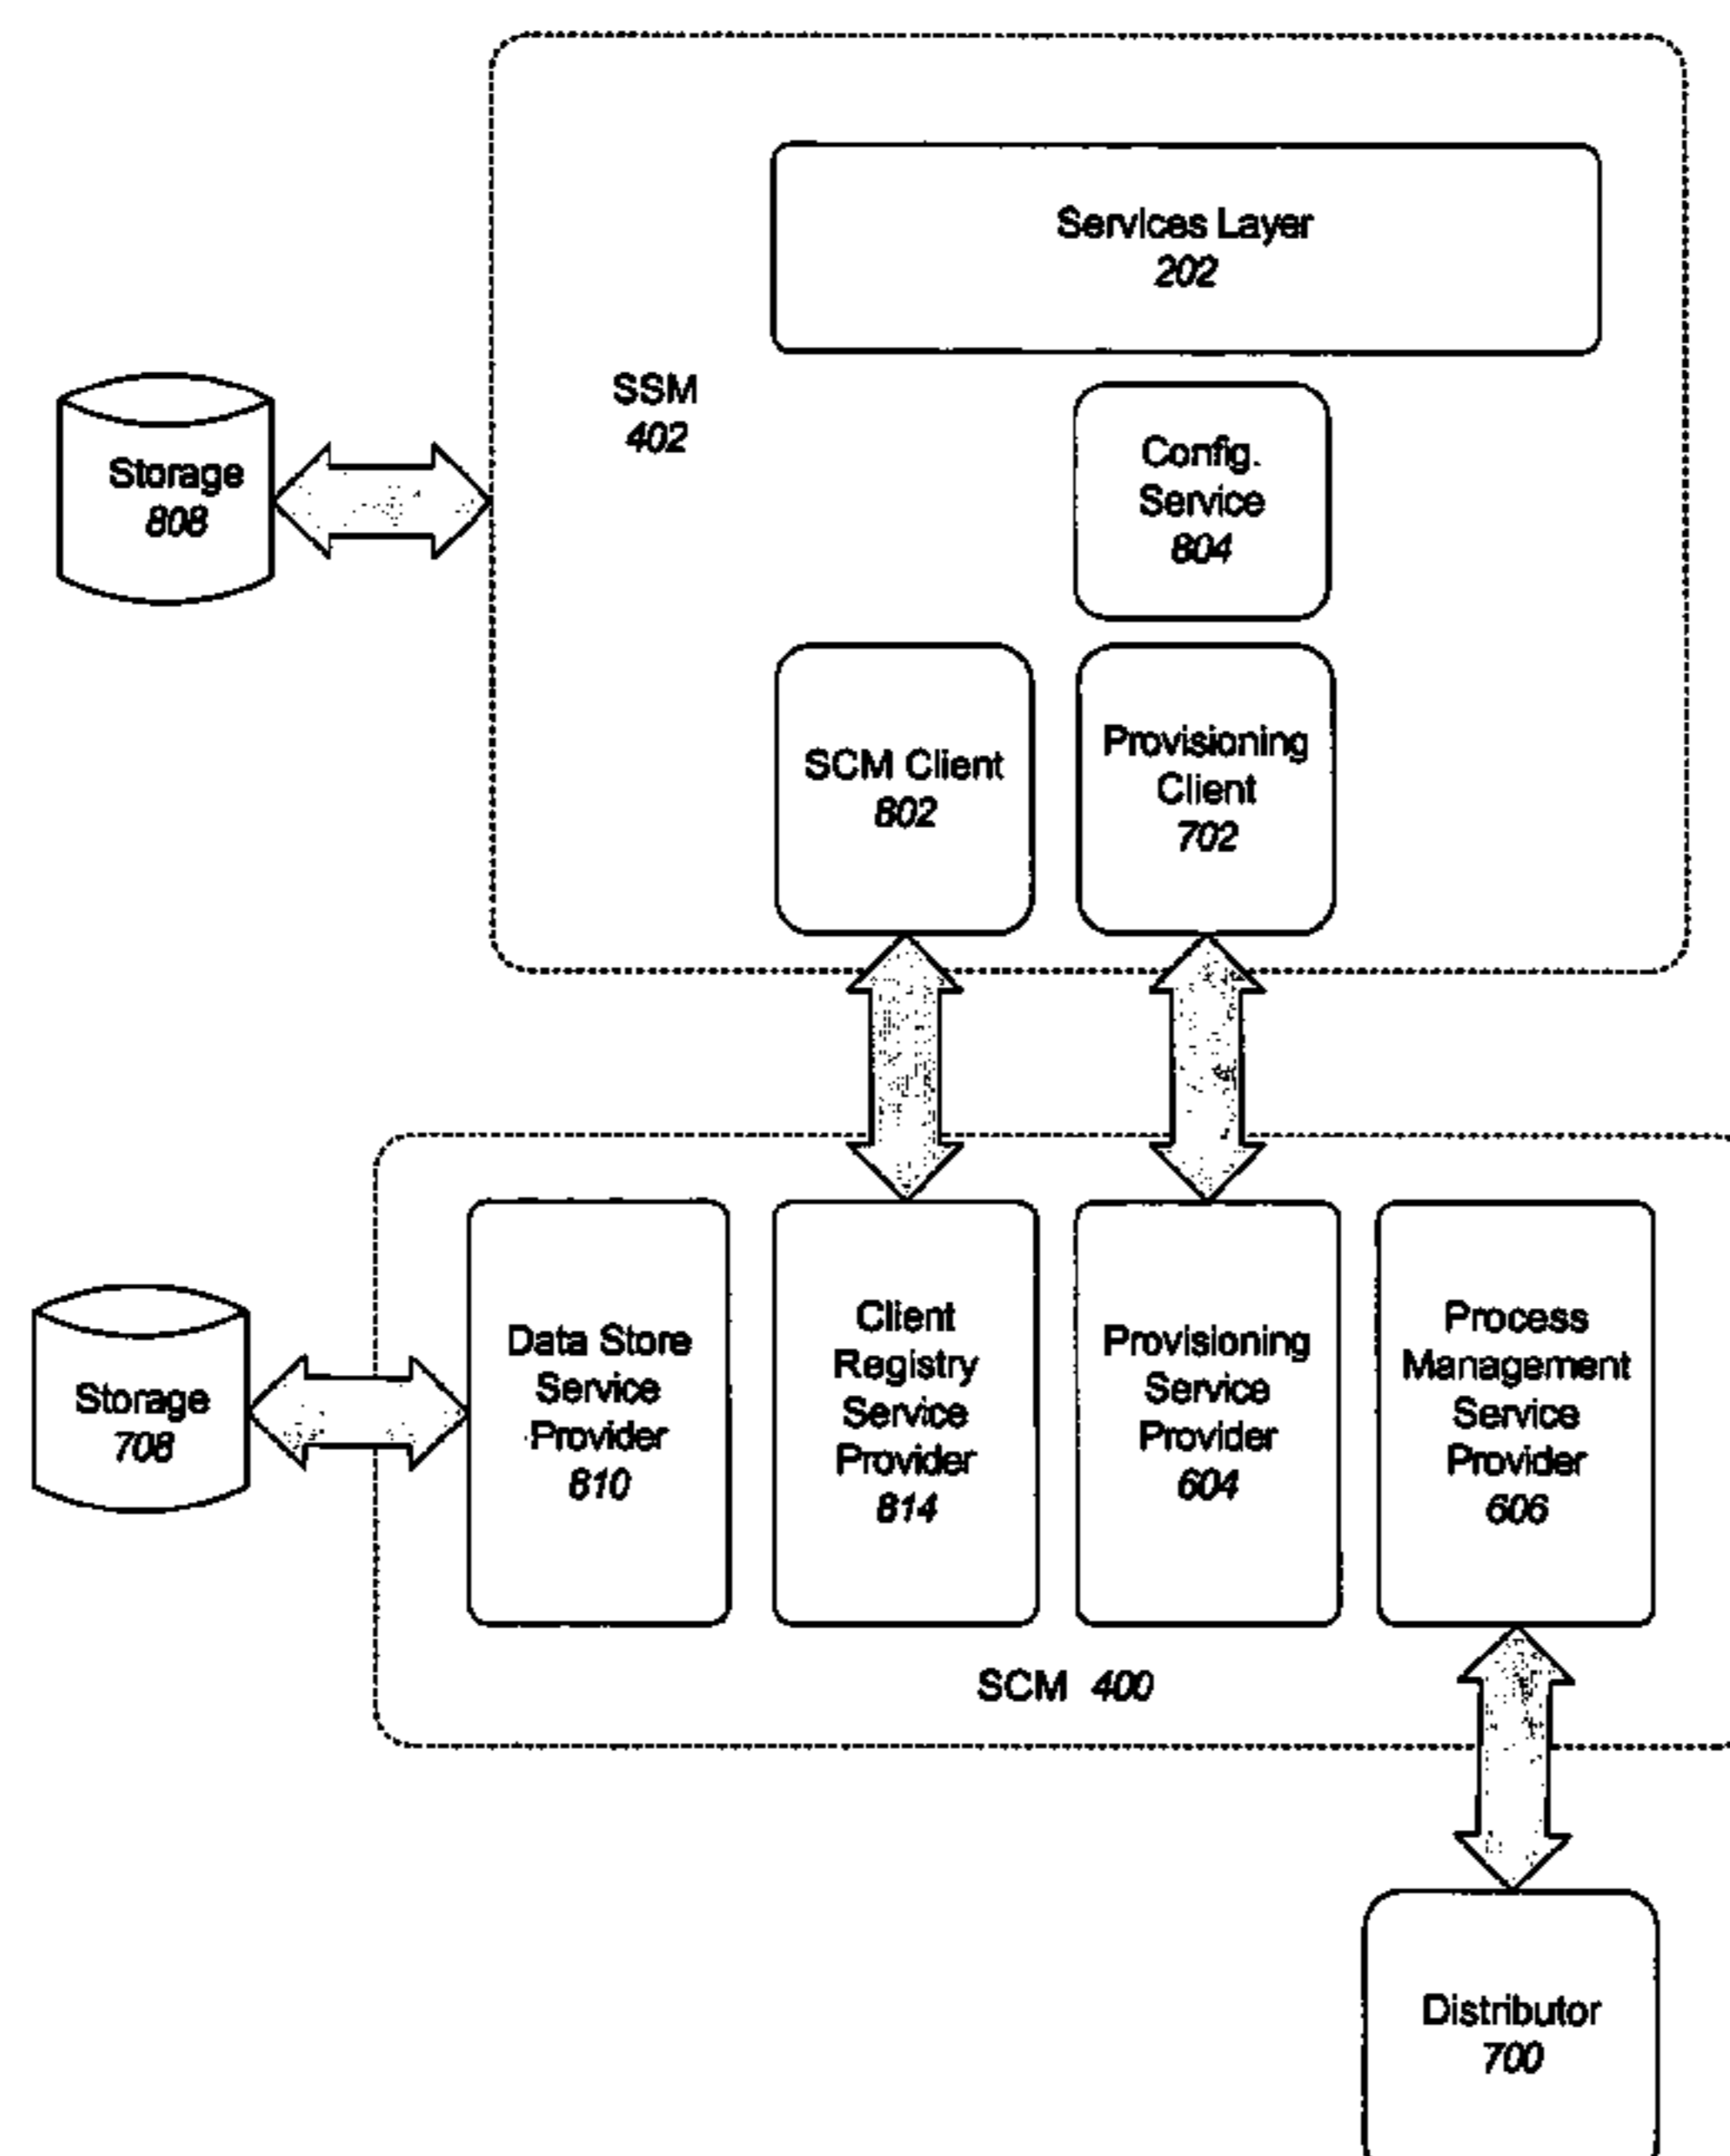 Services Layer
202
SSM
402
Storage
808
Config.
Service
804
SCM Client
802
Provisioning
Client
702
Storage
708
Data Store
Service
Provider
810
Client
Registry
Service
Provider
814
Provisioning
Service
Provider
604
Process
Management
Service
Provider
606
SCM 400
Distributor
700